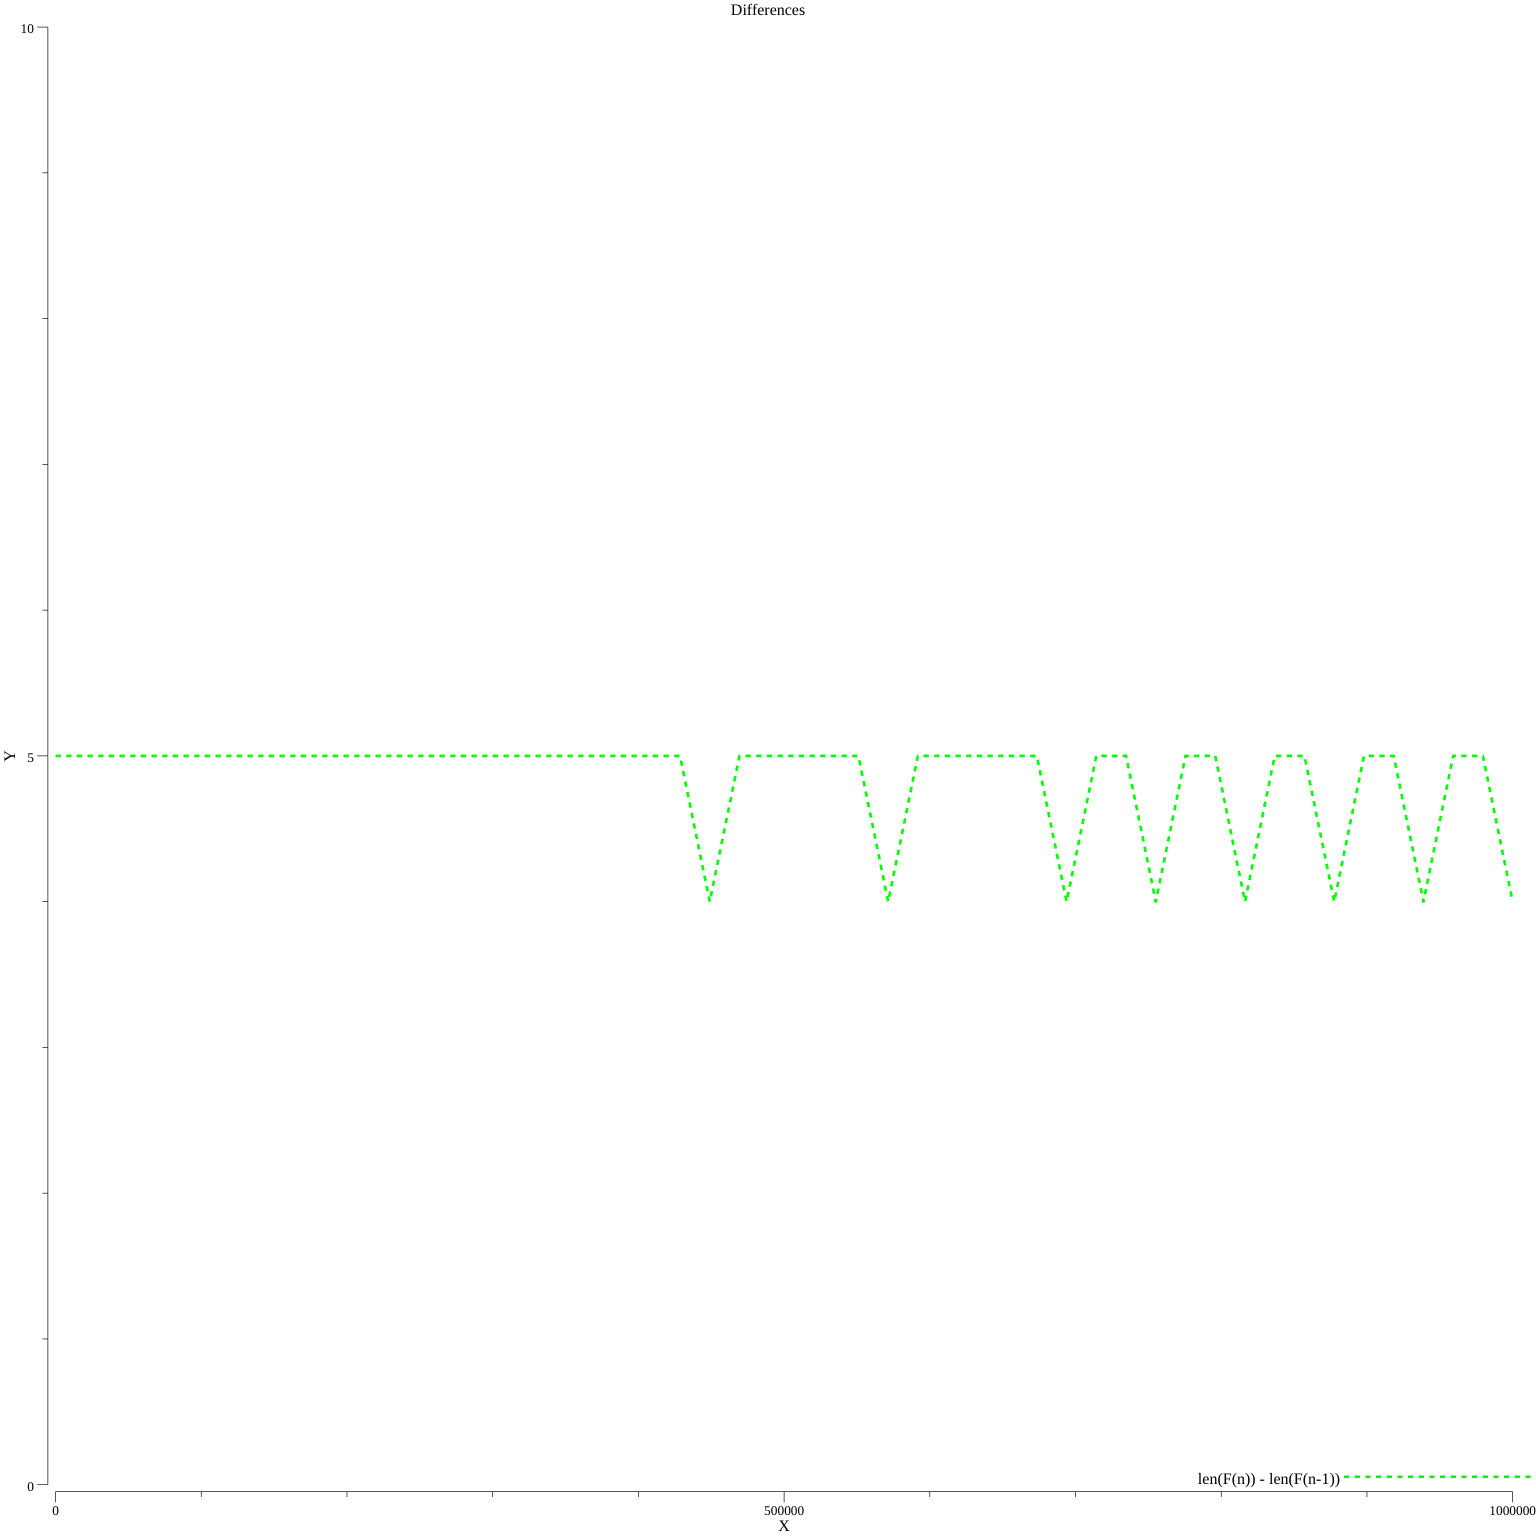 Differences
10
Y
5
0
len(F(n)) - len(F(n-1))
0
500000
1000000
X